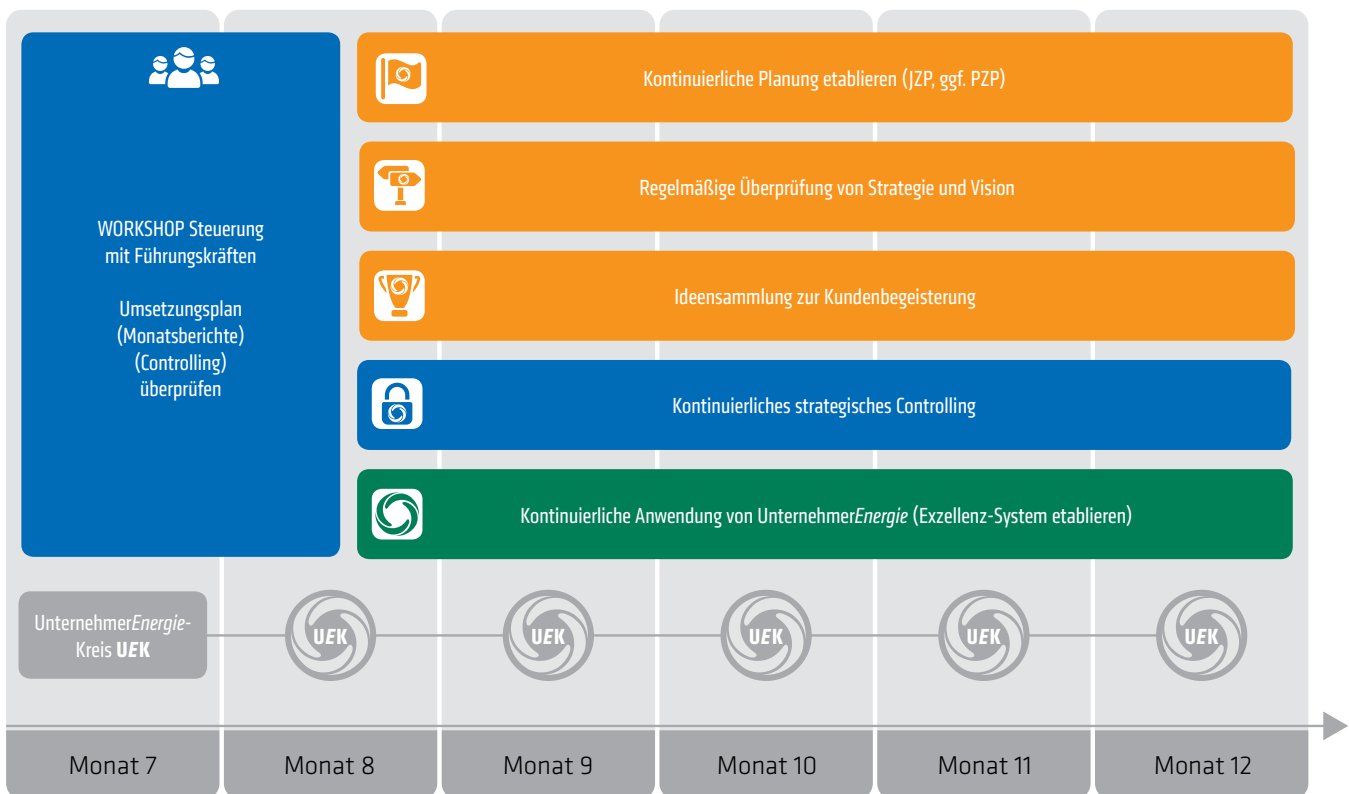 WORKSHOP Steuerung
mit Führungskräften
Umsetzungsplan
(Monatsberichte)
(Controlling)
überprüfen
Kontinuierliche Planung etablieren (JZP, ggf. PZP)
Regelmäßige Überprüfung von Strategie und Vision
Ideensammlung zur Kundenbegeisterung
Kontinuierliches strategisches Controlling
Kontinuierliche Anwendung von UnternehmerEnergie (Exzellenz-System etablieren)
UnternehmerEnergie-
Kreis UEK
UEK
UEK
UEK
UEK
UEK
Monat 7
Monat 8
Monat 9
Monat 10
Monat 11
Monat 12